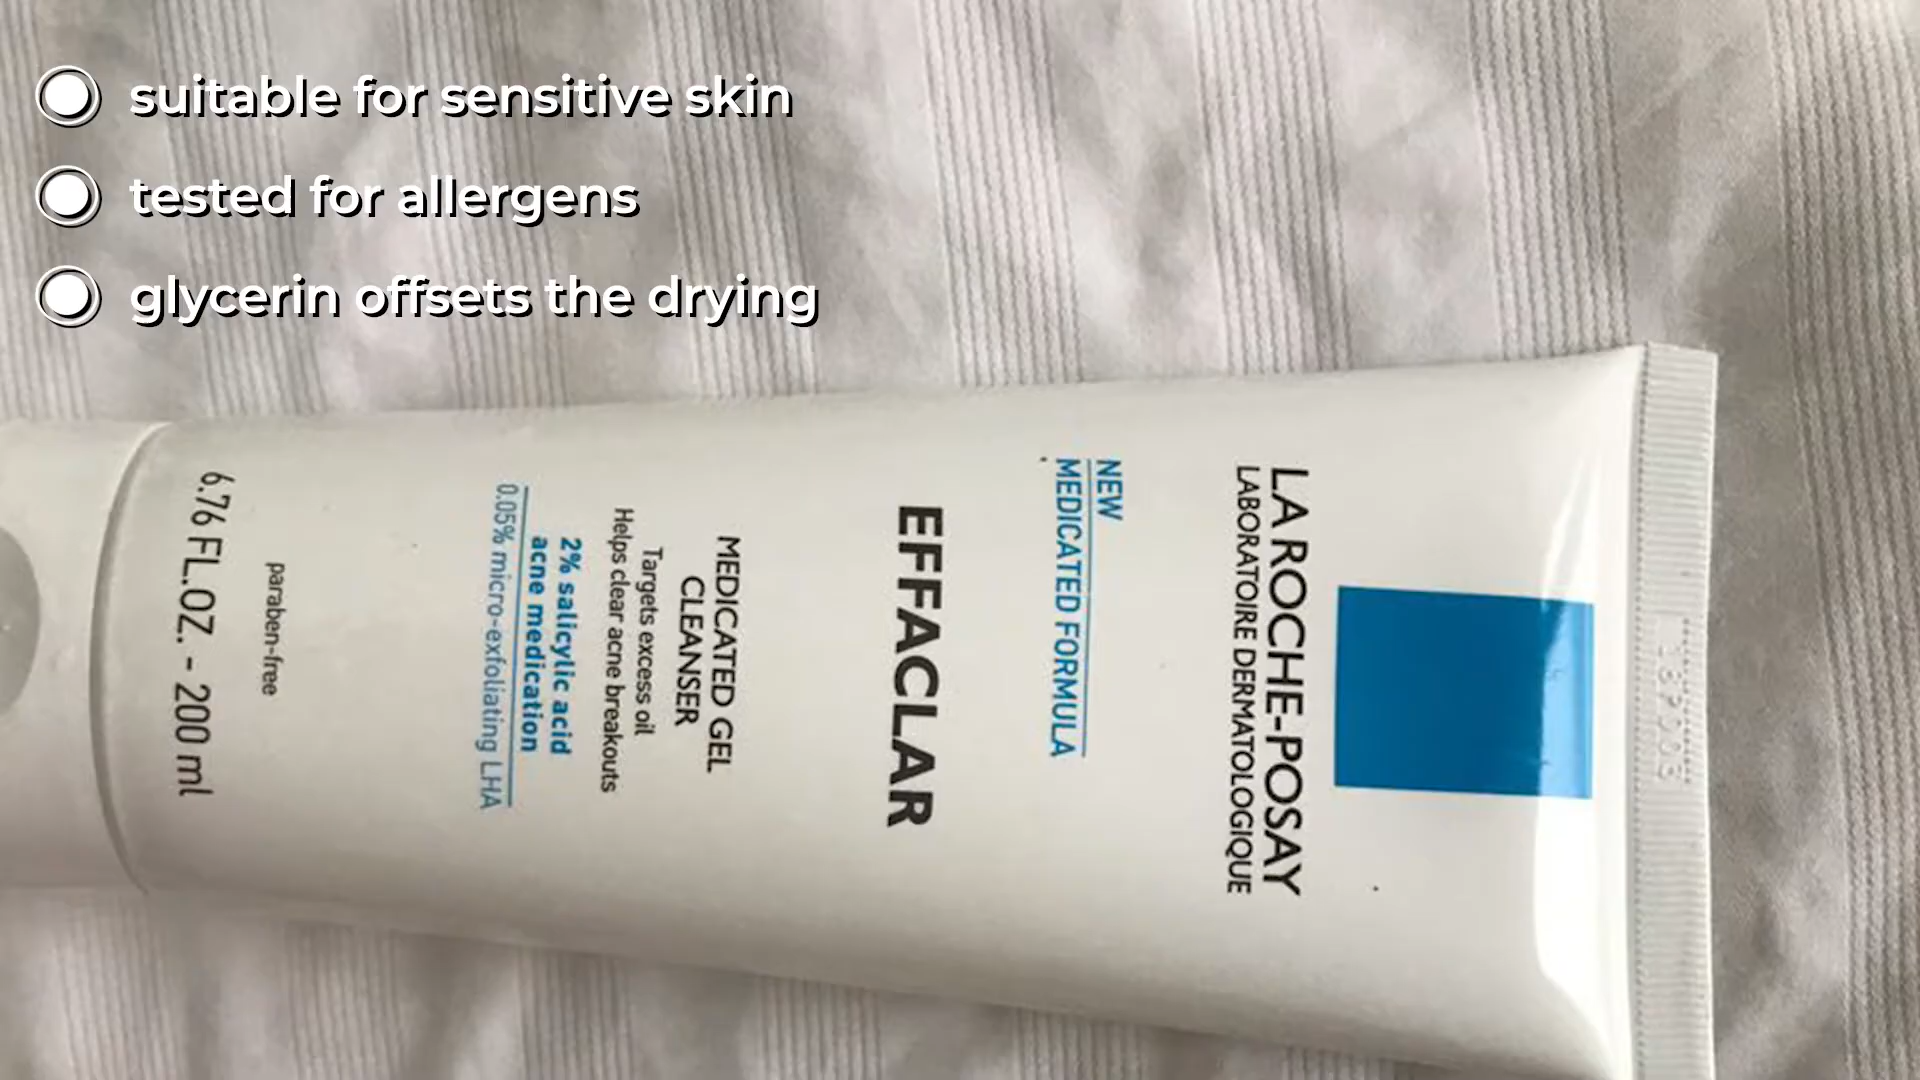 suitable for sensitive skin
tested for allergens
glycerin offsets the drying
LA ROCHE-POSAY
LABORATOIRE DERMATOLOGIQUE
NEW
MEDICATED FORMULA
EFFACLAR
MEDICATED GEL
CLEANSER
Targets excess oil
Helps clear acne breakouts
2% salicylic acid
acne medication
0.05% micro-exfoliating LHA
paraben-free
6.76 FL.OZ. - 200 ml